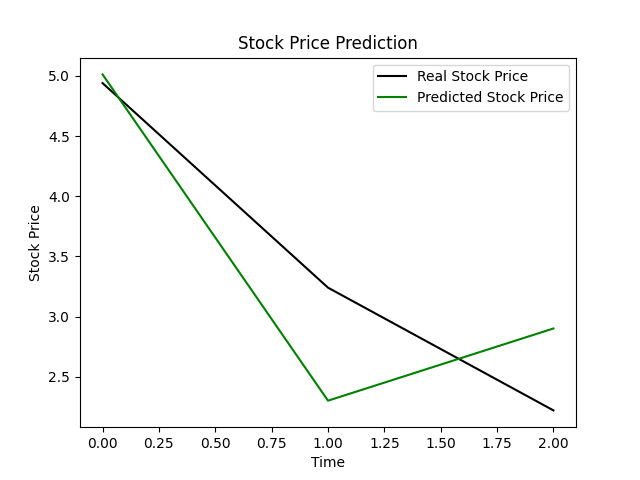 Stock Price Prediction
Real Stock Price
Predicted Stock Price
Stock Price
5.0
4.5
4.0
3.5
3.0
2.5
0.00 0.25 0.50 0.75 1.00 1.25 1.50 1.75 2.00
Time